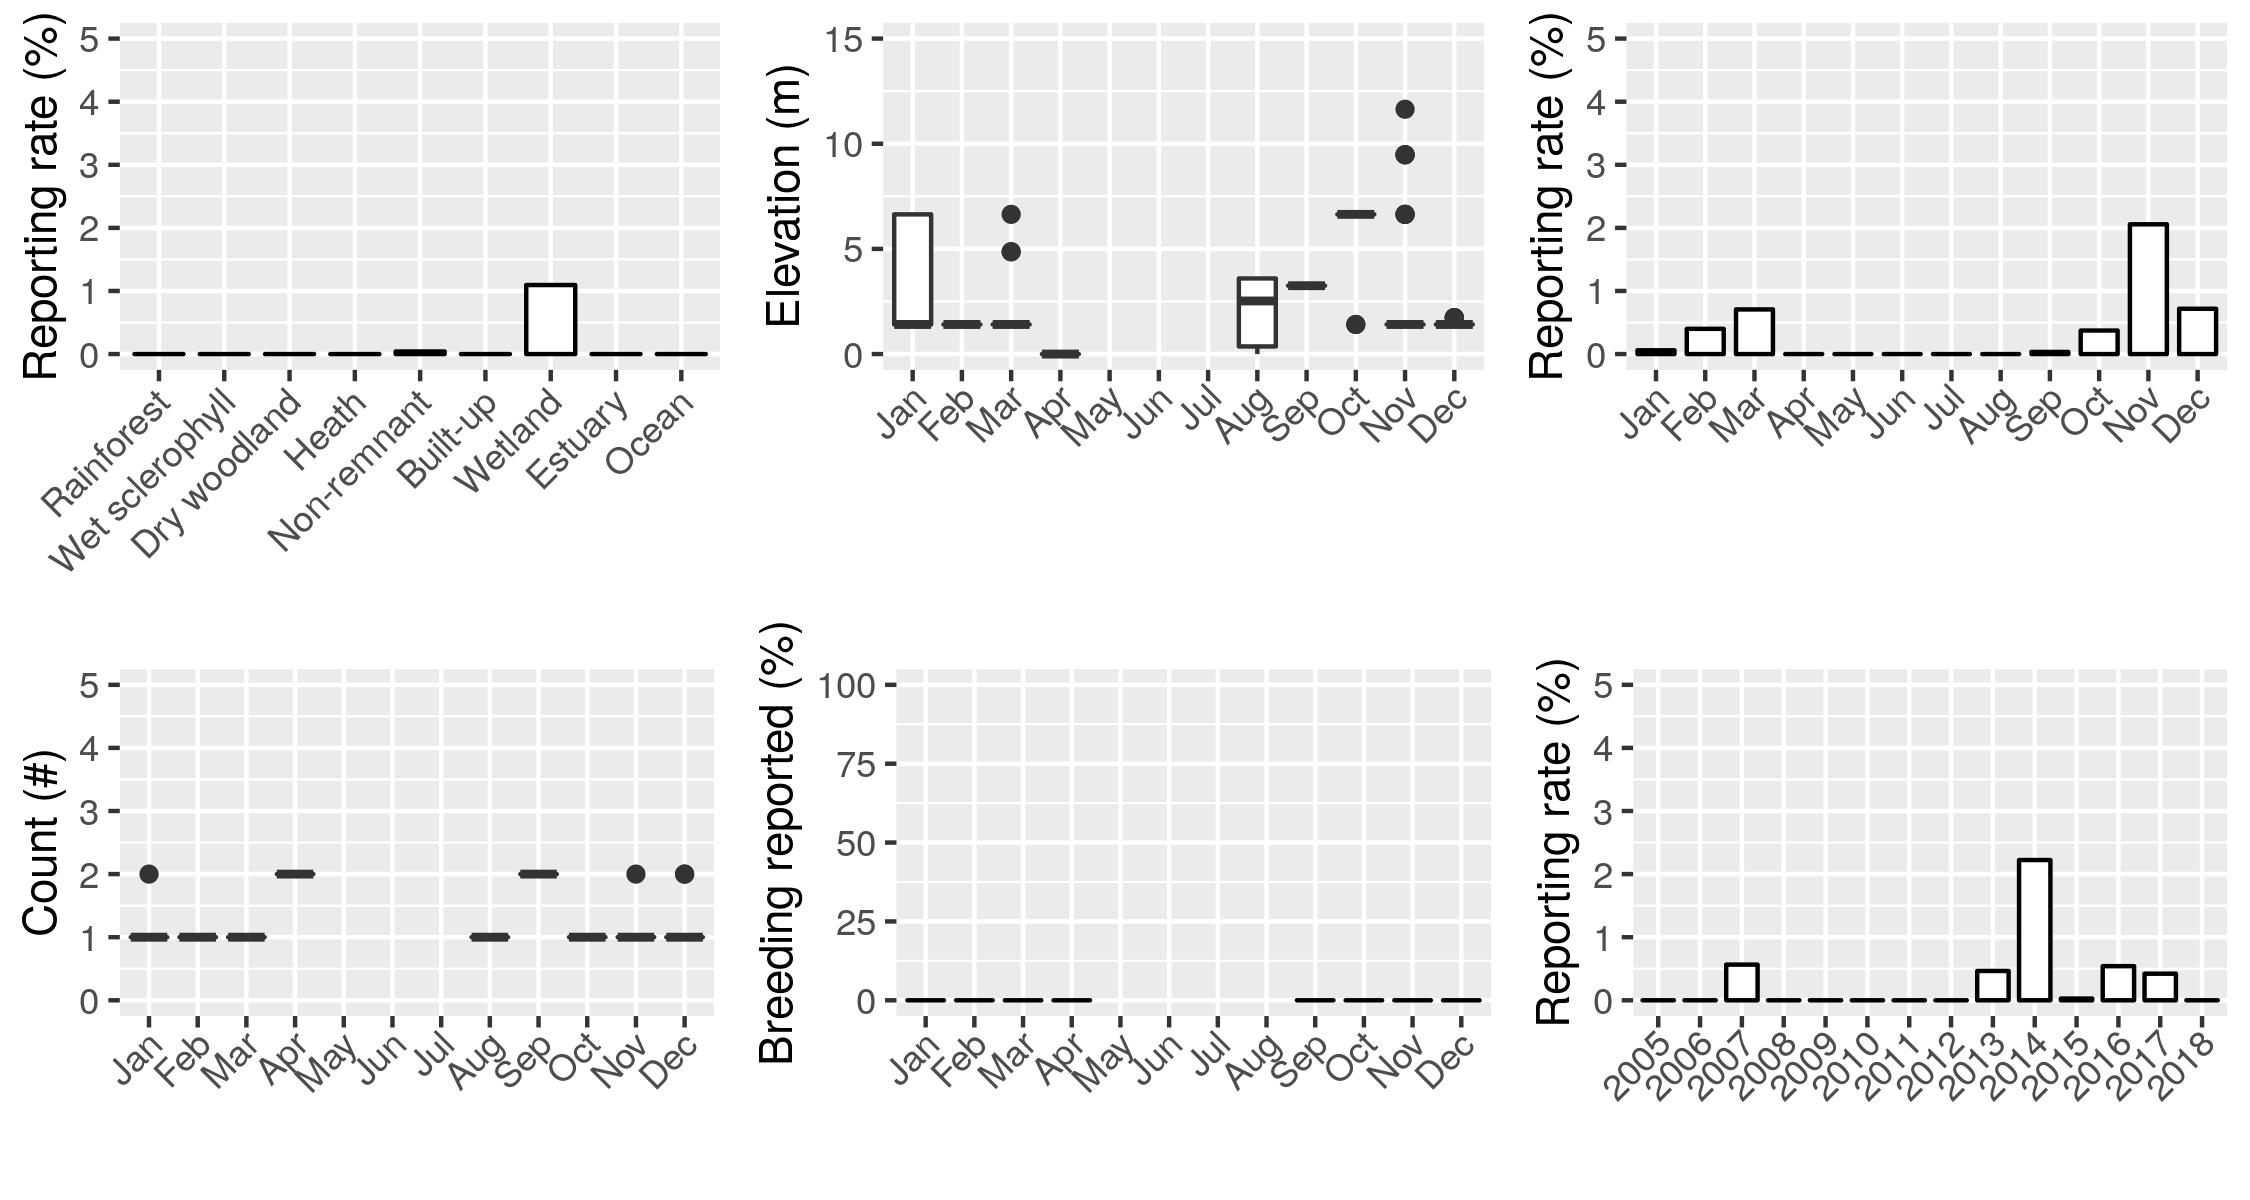 Reporting rate (%)
5
4
3
2
1
0
Rainforest
Wet sclerophyll
Dry woodland
Heath
Non-remnant
Built-up
Wetland
Estuary
Ocean
Elevation (m)
15
10
5
0
Jan
Feb
Mar
Apr
May
Jun
Jul
Aug
Sep
Oct
Nov
Dec
Reporting rate (%)
5
4
3
2
1
0
Jan
Feb
Mar
Apr
May
Jun
Jul
Aug
Sep
Oct
Nov
Dec
Count (#)
5
4
3
2
1
0
Jan
Feb
Mar
Apr
May
Jun
Jul
Aug
Sep
Oct
Nov
Dec
Breeding reported (%)
100
75
50
25
0
Jan
Feb
Mar
Apr
May
Jun
Jul
Aug
Sep
Oct
Nov
Dec
Reporting rate (%)
5
4
3
2
1
0
2005
2006
2007
2008
2009
2010
2011
2012
2013
2014
2015
2016
2017
2018